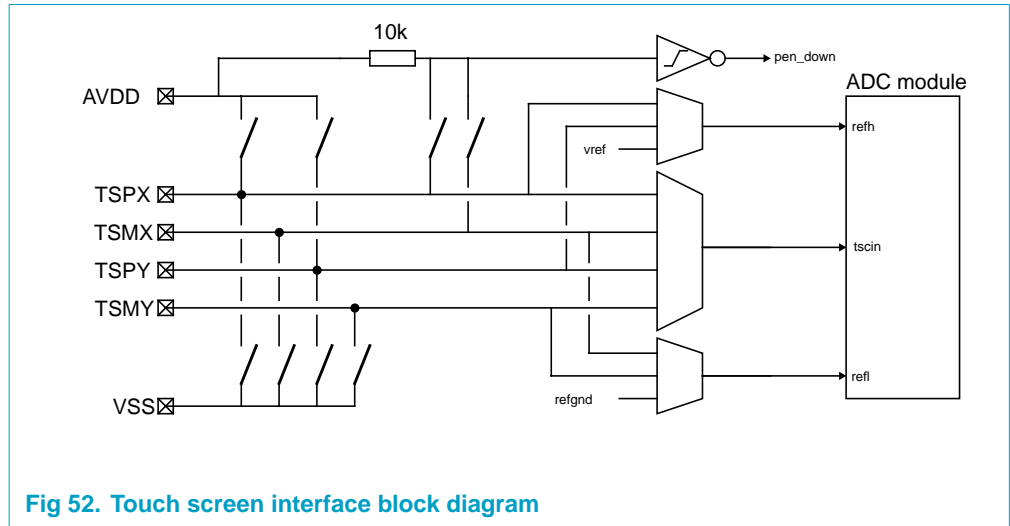 10k
pen_down
AVDD
ADC module
refh
vref
TSPX
TSMX
tscin
TSPY
TSMY
refl
refgnd
VSS
Fig 52. Touch screen interface block diagram